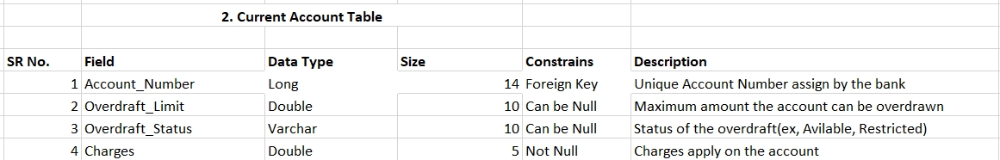 2. Current Account Table
SR No. Field Data Type Size Constrains Description
1 Account_Number Long 14 Foreign Key Unique Account Number assign by the bank
2 Overdraft_Limit Double 10 Can be Null Maximum amount the account can be overdrawn
3 Overdraft_Status Varchar 10 Can be Null Status of the overdraft(ex, Avilable, Restricted)
4 Charges Double 5 Not Null Charges apply on the account